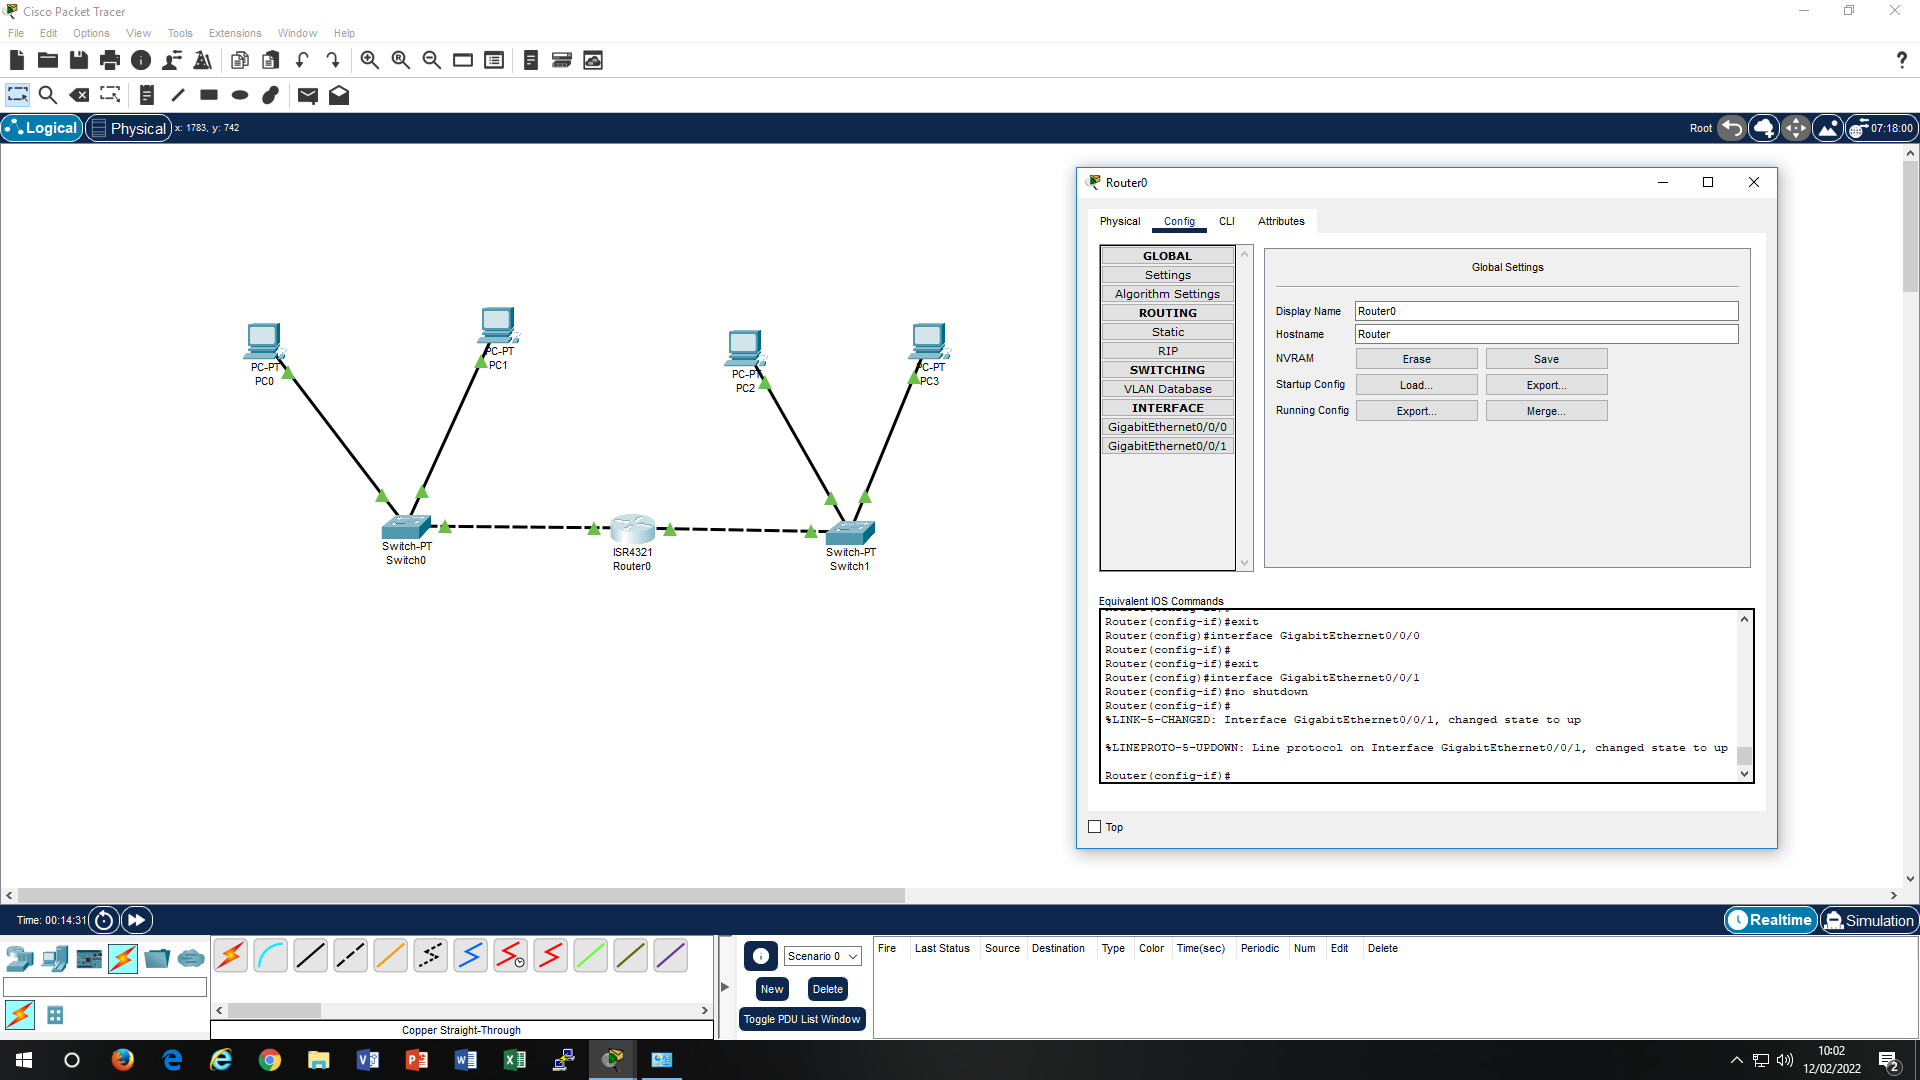 Cisco Packet Tracer
File Edit Options View Tools Extensions Window Help
Logical Physical x: 1783, y: 742 Root 07:18:00
PC-PT
PC0
PC-PT
PC1
PC-PT
PC2
PC-PT
PC3
Switch-PT
Switch0
ISR4321
Router0
Switch-PT
Switch1
Router0
Physical Config CLI Attributes
GLOBAL
Settings
Algorithm Settings
ROUTING
Static
RIP
SWITCHING
VLAN Database
INTERFACE
GigabitEthernet0/0/0
GigabitEthernet0/0/1
Global Settings
Display Name Router0
Hostname Router
NVRAM Erase Save
Startup Config Load... Export...
Running Config Export... Merge...
Equivalent IOS Commands
Router(config-if)#exit
Router(config)#interface GigabitEthernet0/0/0
Router(config-if)#
Router(config-if)#exit
Router(config)#interface GigabitEthernet0/0/1
Router(config-if)#no shutdown
Router(config-if)#
%LINK-5-CHANGED: Interface GigabitEthernet0/0/1, changed state to up
%LINEPROTO-5-UPDOWN: Line protocol on Interface GigabitEthernet0/0/1, changed state to up
Router(config-if)#
Top
Time: 00:14:31 Realtime Simulation
Copper Straight-Through
Scenario 0
New Delete
Toggle PDU List Window
Fire Last Status Source Destination Type Color Time(sec) Periodic Num Edit Delete
10:02
12/02/2022
2